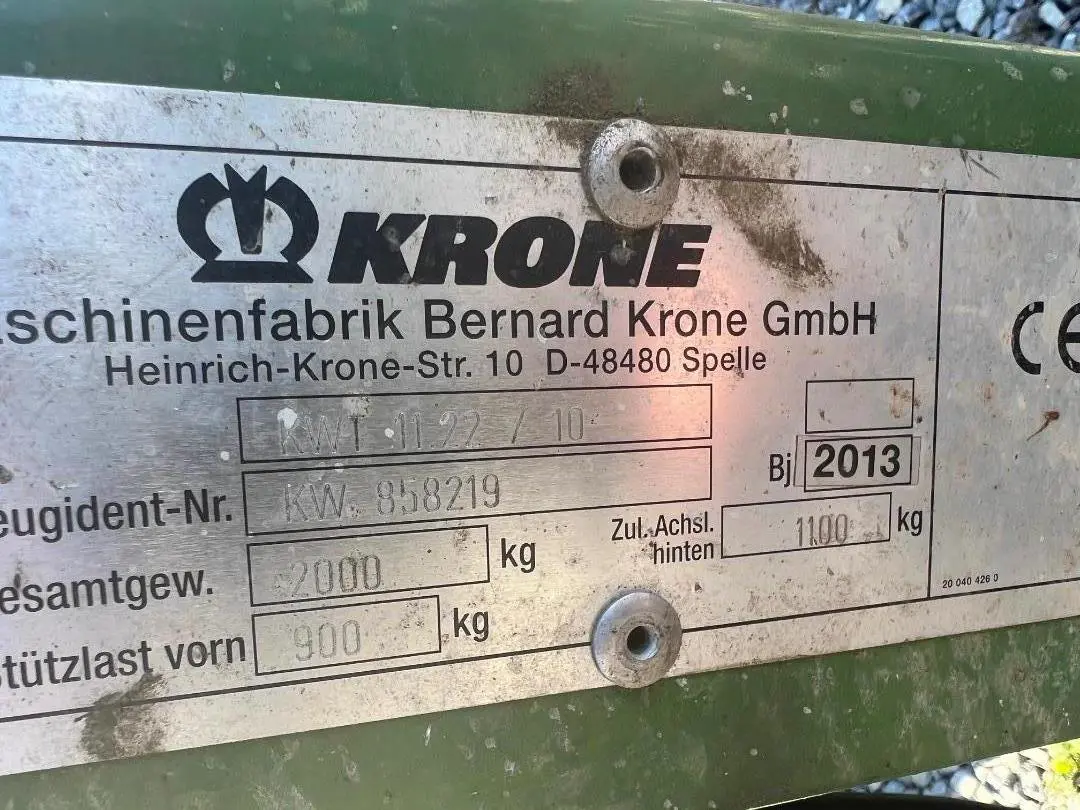 KRONE
aschinenfabrik Bernard Krone GmbH
Heinrich-Krone-Str. 10 D-48480 Spelle
CE
KWT 11.22 / 10
eugident-Nr. KW. 858219 Bj 2013
esamtgew. 2000 kg Zul. Achsl. hinten 1100 kg
Stützlast vorn 900 kg
20 040 426 0